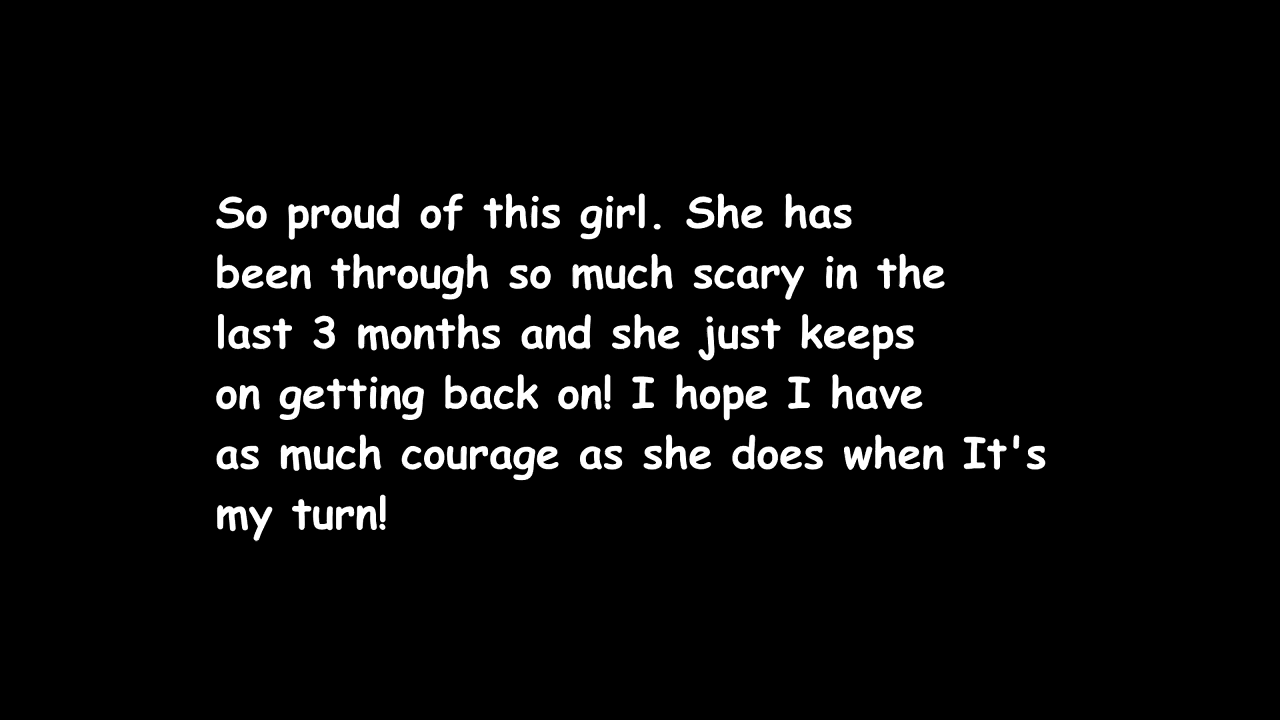 So proud of this girl. She has
been through so much scary in the
last 3 months and she just keeps
on getting back on! I hope I have
as much courage as she does when It's
my turn!